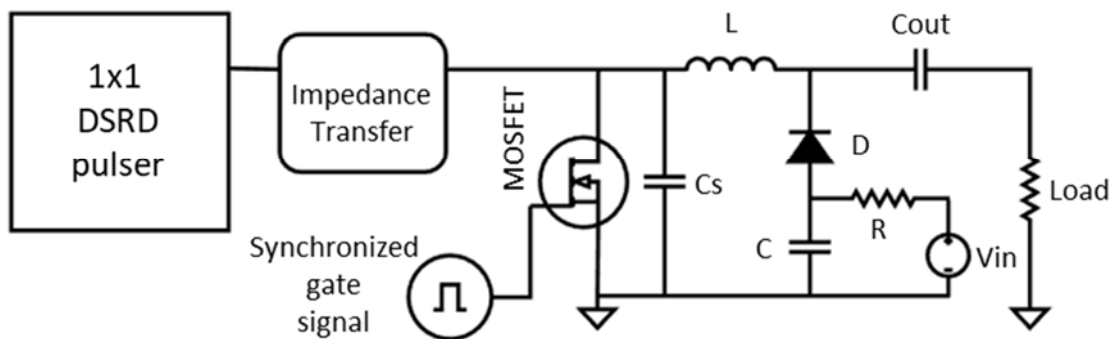 1x1
DSRD
pulser
Impedance
Transfer
MOSFET
Synchronized
gate
signal
Cs
L
D
C
R
Vin
Cout
Load